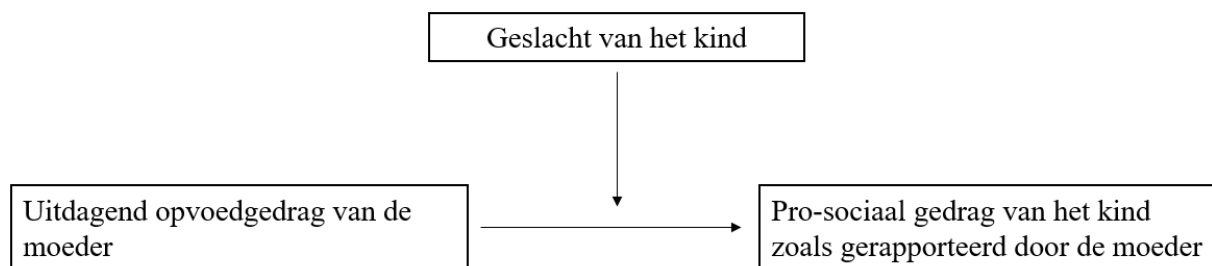 Geslacht van het kind
Uitdagend opvoedgedrag van de
moeder
Pro-sociaal gedrag van het kind
zoals gerapporteerd door de moeder